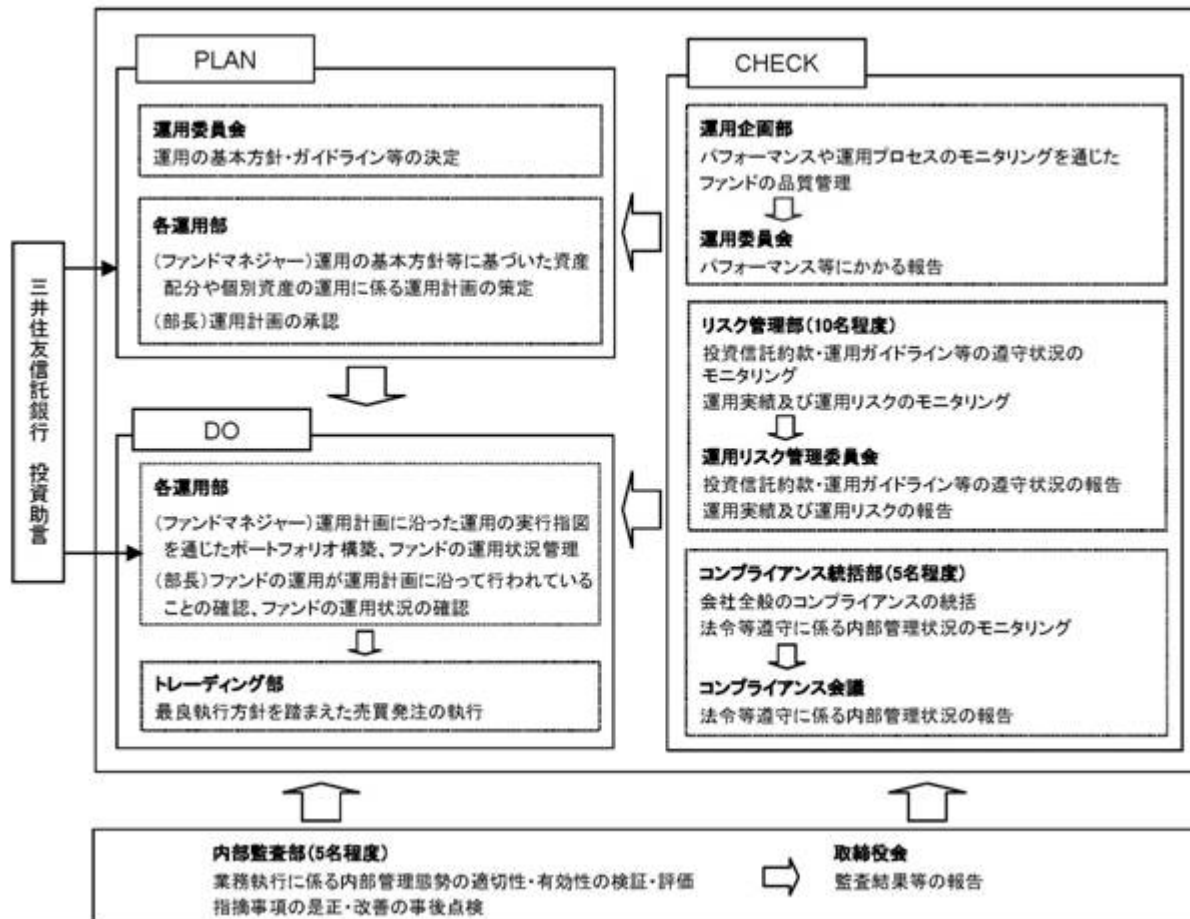 PLAN
運用委員会
運用の基本方針・ガイドライン等の決定
各運用部
(ファンドマネジャー)運用の基本方針等に基づいた資産
配分や個別資産の運用に係る運用計画の策定
(部長)運用計画の承認
三井住友信託銀行 投資助言
DO
各運用部
(ファンドマネジャー)運用計画に沿った運用の実行指図
を通じたポートフォリオ構築、ファンドの運用状況管理
(部長)ファンドの運用が運用計画に沿って行われている
ことの確認、ファンドの運用状況の確認
トレーディング部
最良執行方針を踏まえた売買発注の執行
CHECK
運用企画部
パフォーマンスや運用プロセスのモニタリングを通じた
ファンドの品質管理
運用委員会
パフォーマンス等にかかる報告
リスク管理部(10名程度)
投資信託約款・運用ガイドライン等の遵守状況の
モニタリング
運用実績及び運用リスクのモニタリング
運用リスク管理委員会
投資信託約款・運用ガイドライン等の遵守状況の報告
運用実績及び運用リスクの報告
コンプライアンス統括部(5名程度)
会社全般のコンプライアンスの統括
法令等遵守に係る内部管理状況のモニタリング
コンプライアンス会議
法令等遵守に係る内部管理状況の報告
内部監査部(5名程度)
業務執行に係る内部管理態勢の適切性・有効性の検証・評価
指摘事項の是正・改善の事後点検
取締役会
監査結果等の報告